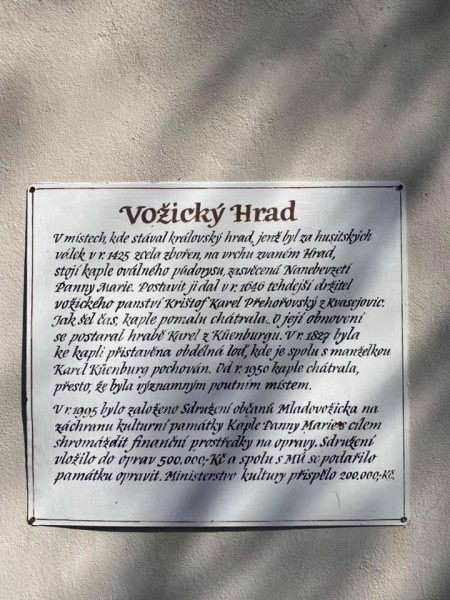 Vožický Hrad
V místech, kde stával královský hrad, jenž byl za husitských
válek v r. 1425 zcela zbořen, na vrchu zvaném Hrad,
stojí kaple oválného půdorysu, zasvěcená Nanebevzetí
Panny Marie. Postavit ji dal v r. 1646 tehdejší držitel
vožického panství Krištof Karel Přehořovský z Kvasejovic.
Jak šel čas, kaple pomalu chátrala. O její obnovení
se postaral hrabě Karel z Küenburgu. V r. 1827 byla
ke kapli přistavěna obdélná loď, kde je spolu s manželkou
Karel Küenburg pochován. Od r. 1950 kaple chátrala,
přesto, že byla významným poutním místem.
V r. 1995 bylo založeno Sdružení občanů Mladovožicka na
záchranu kulturní památky Kaple Panny Marie s cílem
shromáždit finanční prostředky na opravy. Sdružení
vložilo do oprav 500.000,-Kč a spolu s MÚ se podařilo
památku opravit. Ministerstvo kultury přispělo 200.000,-Kč.